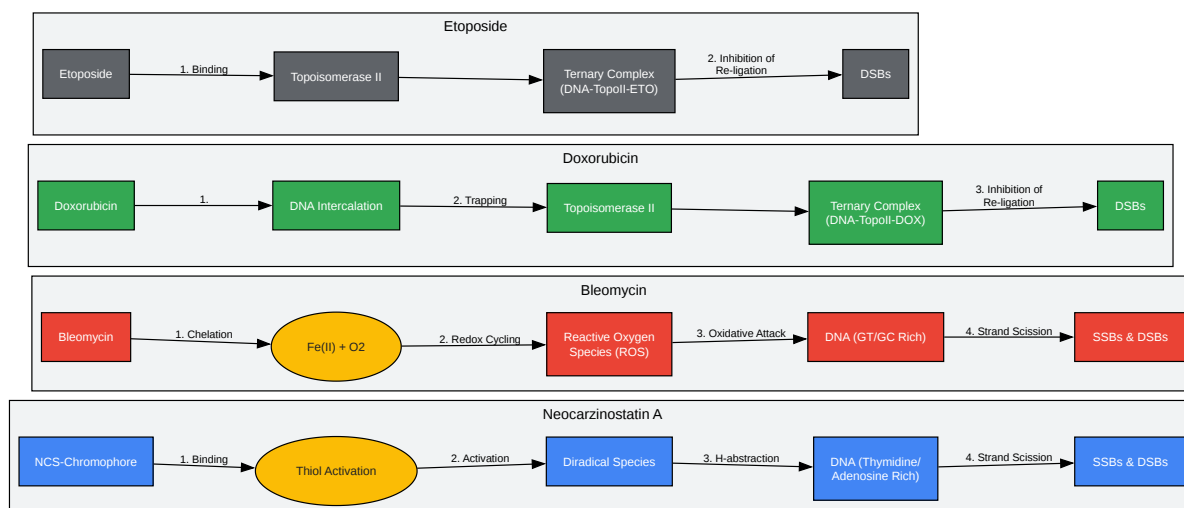 Etoposide
Etoposide
1. Binding
Topoisomerase II
Ternary Complex
(DNA-TopoII-ETO)
2. Inhibition of
Re-ligation
DSBs
Doxorubicin
Doxorubicin
1.
DNA Intercalation
2. Trapping
Topoisomerase II
Ternary Complex
(DNA-TopoII-DOX)
3. Inhibition of
Re-ligation
DSBs
Bleomycin
Bleomycin
1. Chelation
Fe(II) + O2
2. Redox Cycling
Reactive Oxygen
Species (ROS)
3. Oxidative Attack
DNA (GT/GC Rich)
4. Strand Scission
SSBs & DSBs
Neocarzinostatin A
NCS-Chromophore
1. Binding
Thiol Activation
2. Activation
Diradical Species
3. H-abstraction
DNA (Thymidine/
Adenosine Rich)
4. Strand Scission
SSBs & DSBs